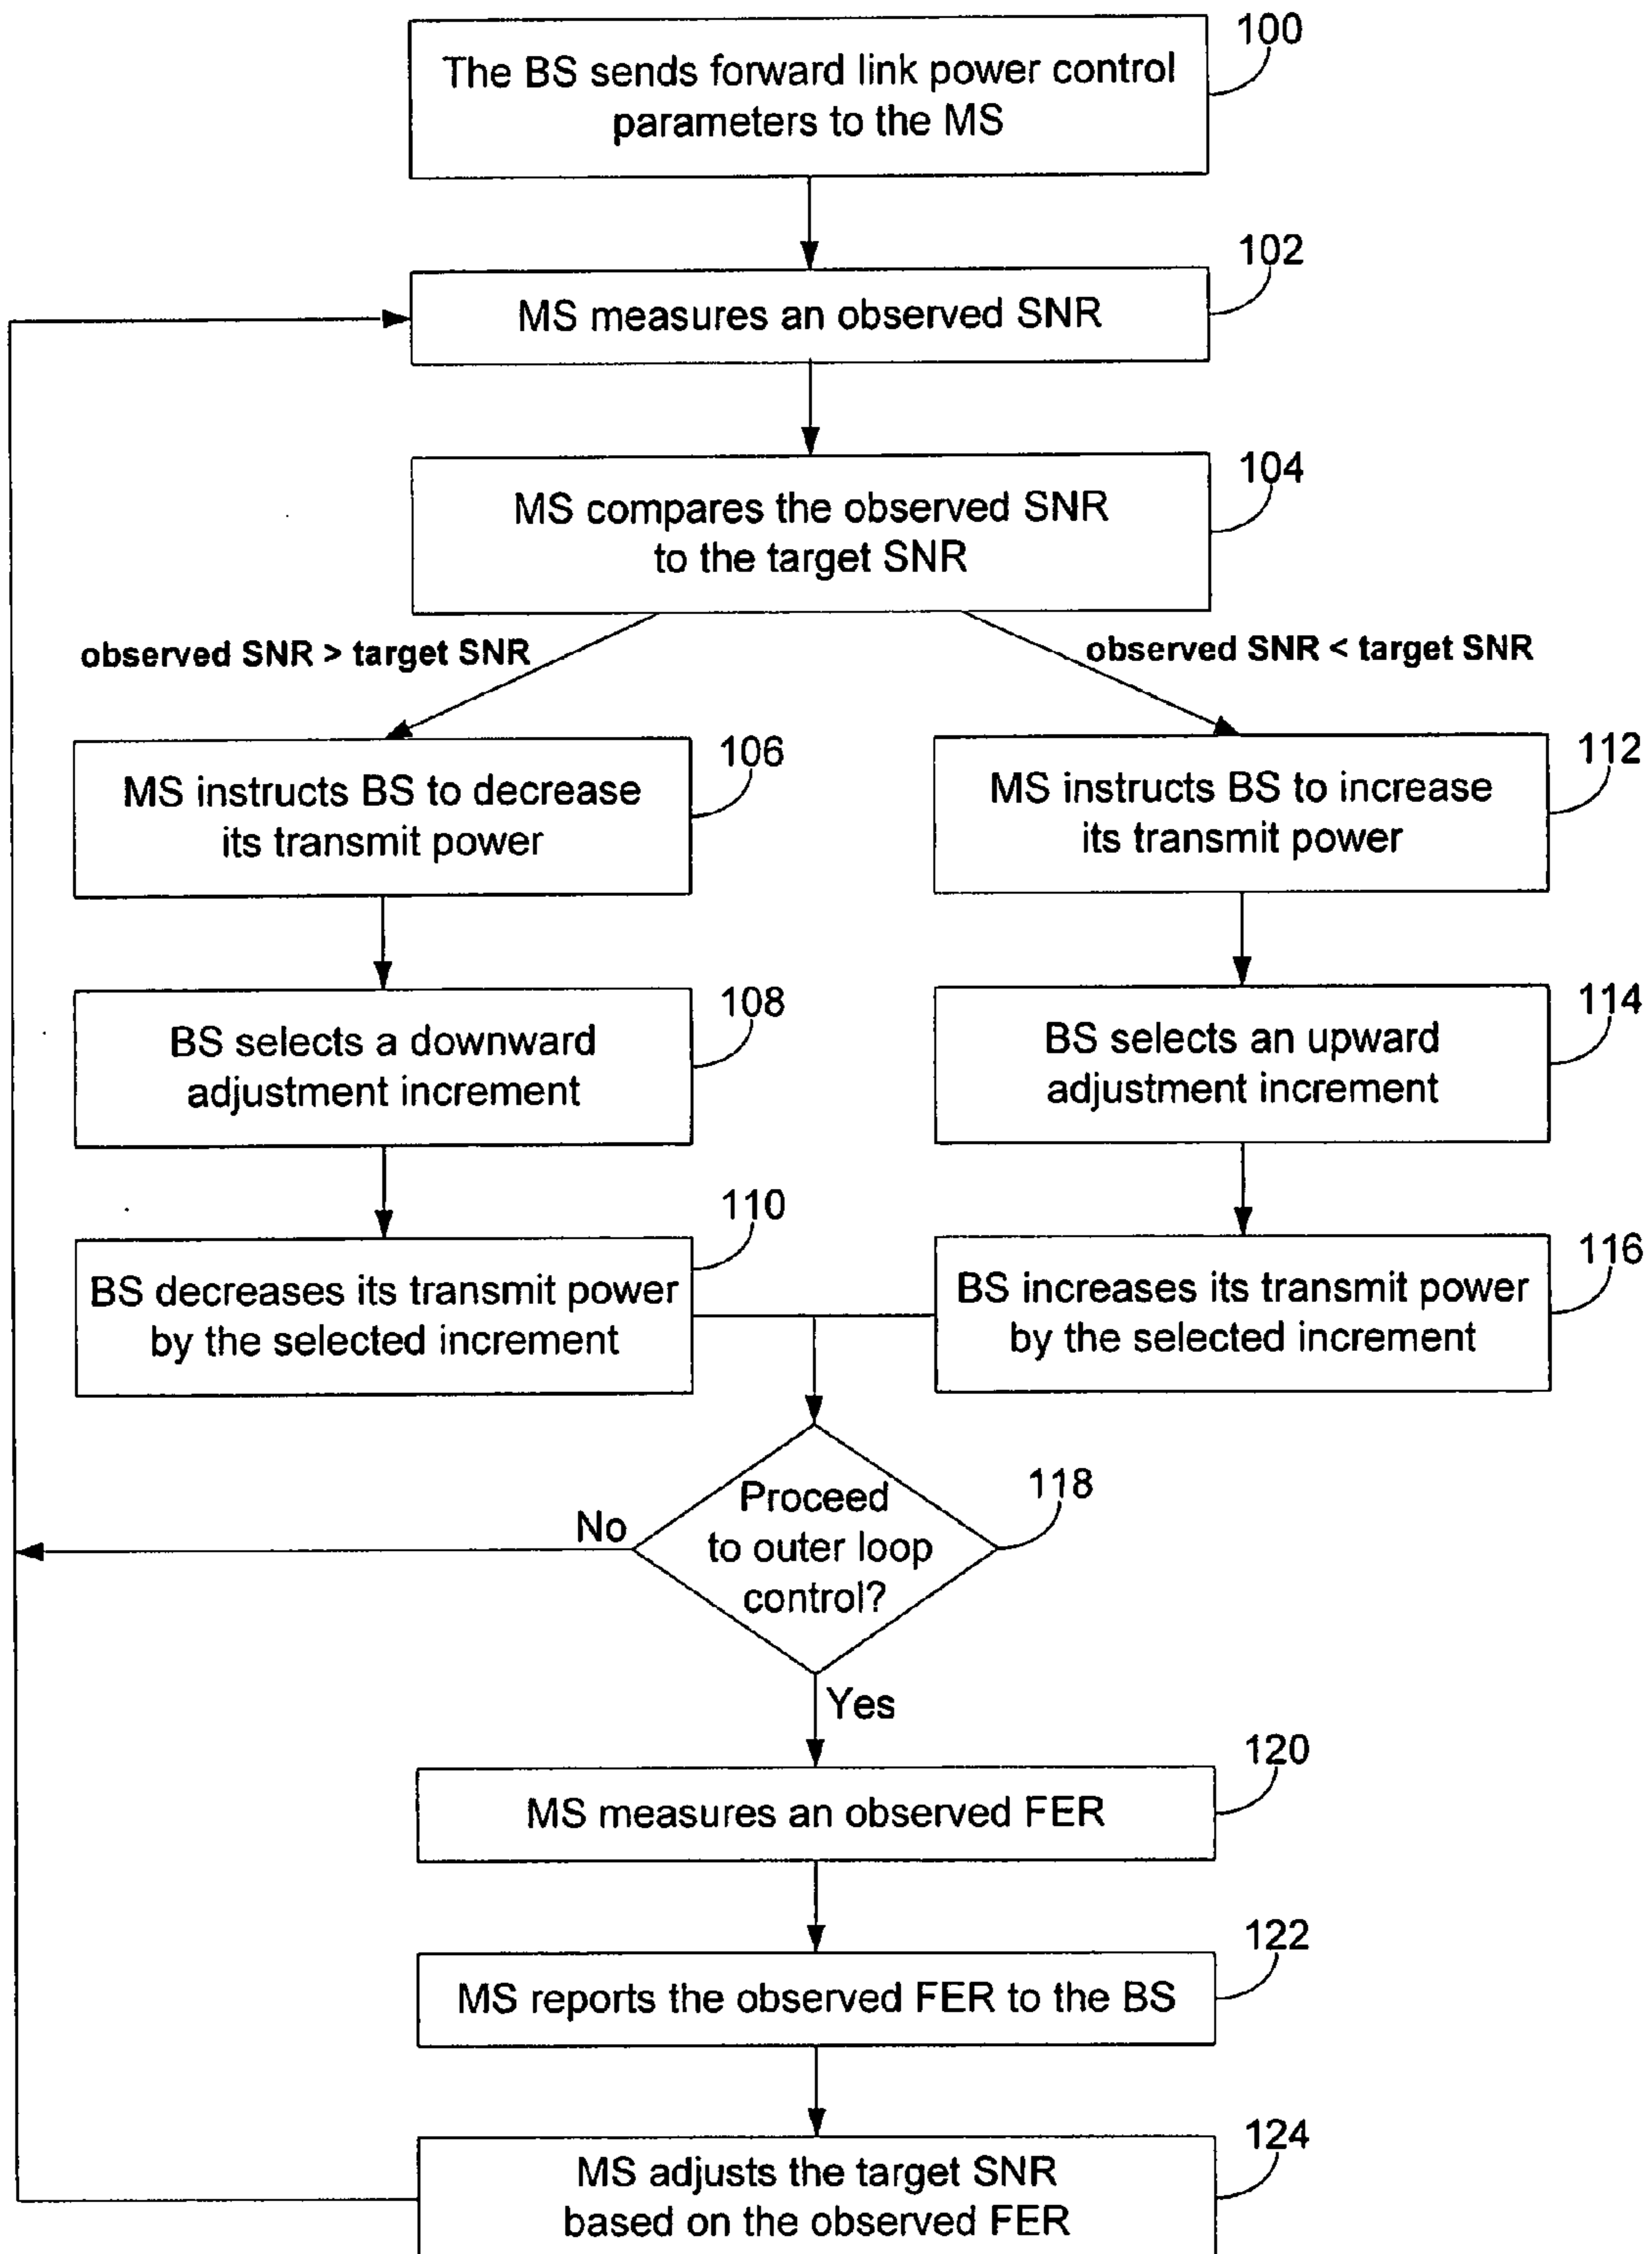 100
The BS sends forward link power control
parameters to the MS
102
MS measures an observed SNR
104
MS compares the observed SNR
to the target SNR
observed SNR > target SNR
observed SNR < target SNR
106
MS instructs BS to decrease
its transmit power
112
MS instructs BS to increase
its transmit power
108
BS selects a downward
adjustment increment
114
BS selects an upward
adjustment increment
110
BS decreases its transmit power
by the selected increment
116
BS increases its transmit power
by the selected increment
118
Proceed
to outer loop
control?
No
Yes
120
MS measures an observed FER
122
MS reports the observed FER to the BS
124
MS adjusts the target SNR
based on the observed FER